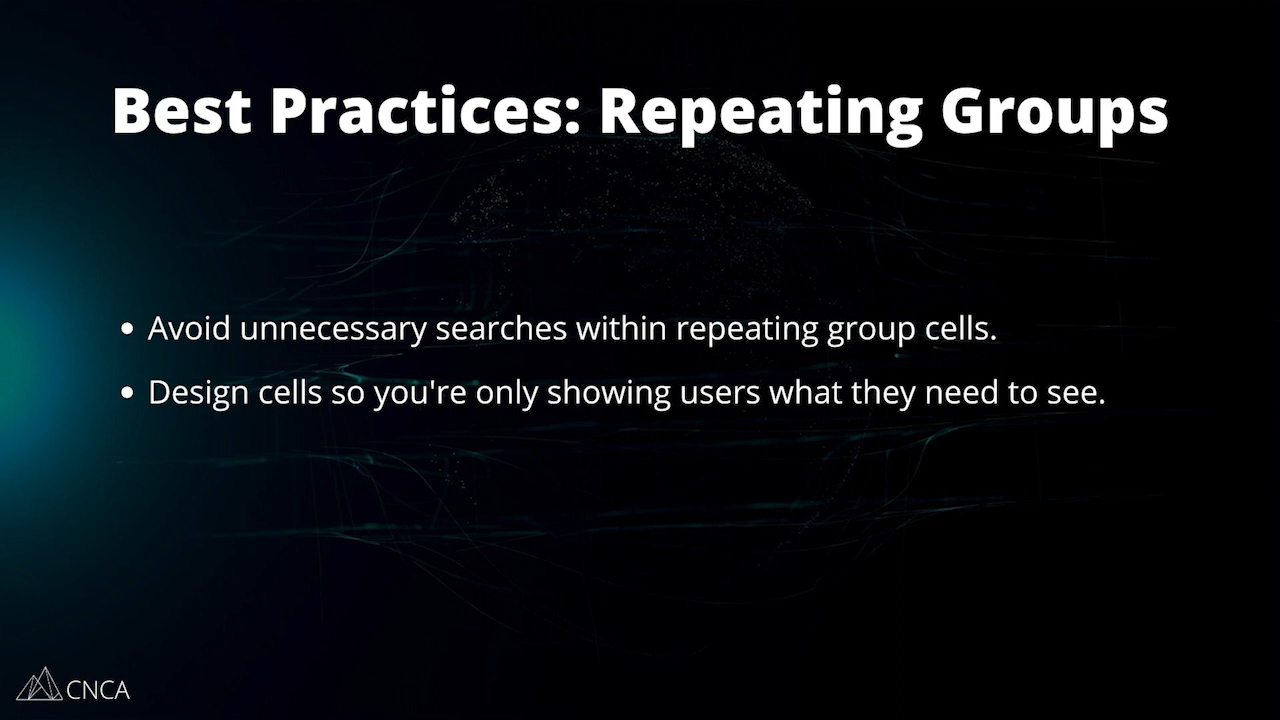 Best Practices: Repeating Groups
• Avoid unnecessary searches within repeating group cells.
• Design cells so you're only showing users what they need to see.
CNCA